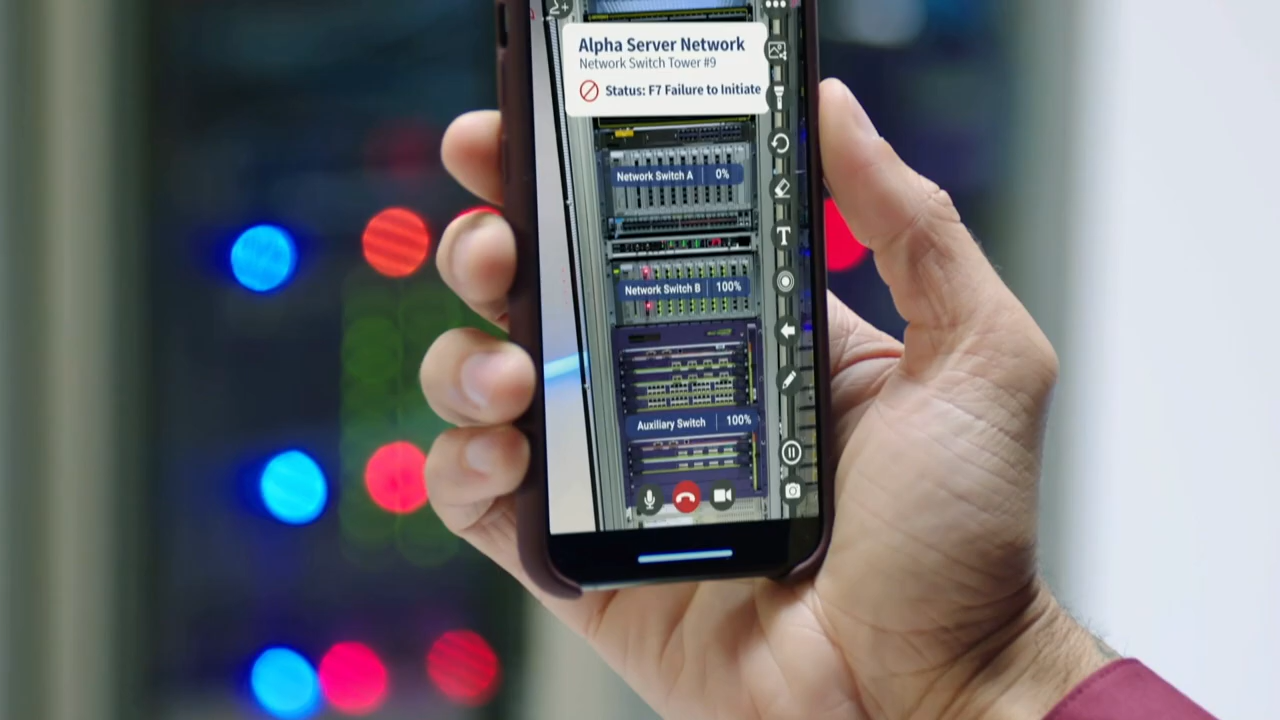 Alpha Server Network
Network Switch Tower #9
Status: F7 Failure to Initiate
Network Switch A 0%
T
Network Switch B 100%
Auxiliary Switch 100%